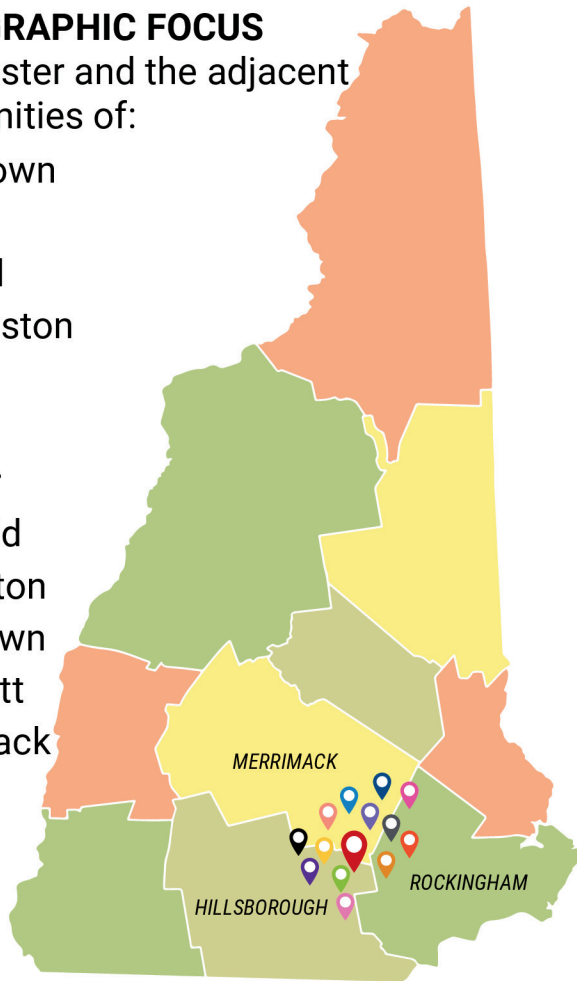 RAPHIC FOCUS
ster and the adjacent
nities of:
own
l
ston
d
ton
wn
tt
ack
MERRIMACK
ROCKINGHAM
HILLSBOROUGH